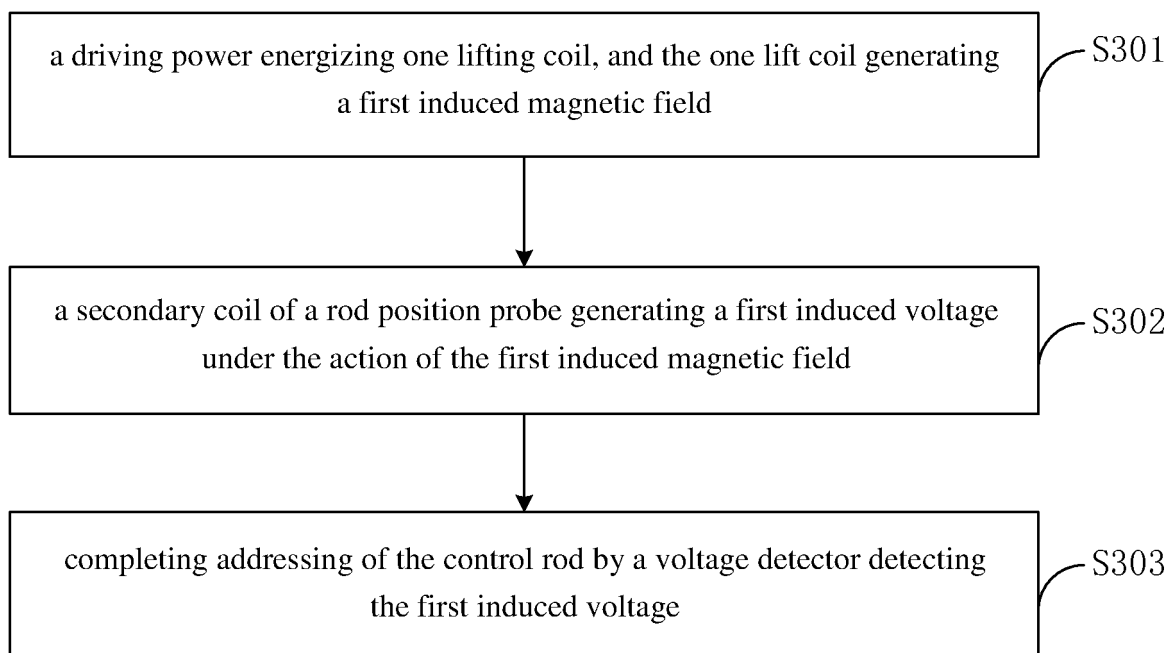 a driving power energizing one lifting coil, and the one lift coil generating
a first induced magnetic field
S301
a secondary coil of a rod position probe generating a first induced voltage
under the action of the first induced magnetic field
S302
completing addressing of the control rod by a voltage detector detecting
the first induced voltage
S303